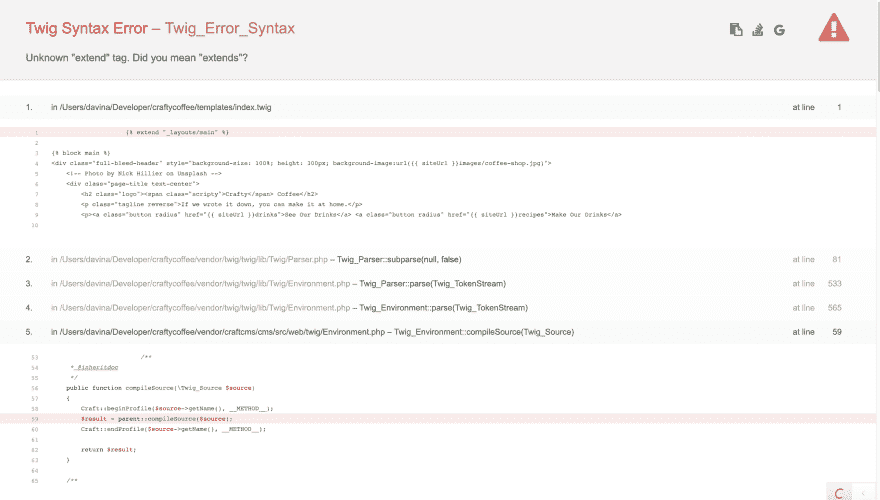 Twig Syntax Error – Twig_Error_Syntax
Unknown "extend" tag. Did you mean "extends"?
1. in /Users/davina/Developer/craftycoffee/templates/index.twig at line 1
1 {% extend "_layouts/main" %}
2
3 {% block main %}
4 <div class="full-bleed-header" style="background-size: 100%; height: 300px; background-image:url({{ siteUrl }}images/coffee-shop.jpg)">
5 <!-- Photo by Nick Hillier on Unsplash -->
6 <div class="page-title text-center">
7 <h2 class="logo"><span class="scripty">Crafty</span> Coffee</h2>
8 <p class="tagline reverse">If we wrote it down, you can make it at home.</p>
9 <p><a class="button radius" href="{{ siteUrl }}drinks">See Our Drinks</a> <a class="button radius" href="{{ siteUrl }}recipes">Make Our Drinks</a>
10
2. in /Users/davina/Developer/craftycoffee/vendor/twig/twig/lib/Twig/Parser.php – Twig_Parser::subparse(null, false) at line 81
3. in /Users/davina/Developer/craftycoffee/vendor/twig/twig/lib/Twig/Environment.php – Twig_Parser::parse(Twig_TokenStream) at line 533
4. in /Users/davina/Developer/craftycoffee/vendor/twig/twig/lib/Twig/Environment.php – Twig_Environment::parse(Twig_TokenStream) at line 565
5. in /Users/davina/Developer/craftycoffee/vendor/craftcms/cms/src/web/twig/Environment.php – Twig_Environment::compileSource(Twig_Source) at line 59
53 /**
54 * @inheritdoc
55 */
56 public function compileSource(\Twig_Source $source)
57 {
58 Craft::beginProfile($source->getName(), __METHOD__);
59 $result = parent::compileSource($source);
60 Craft::endProfile($source->getName(), __METHOD__);
61
62 return $result;
63 }
64
65 /**